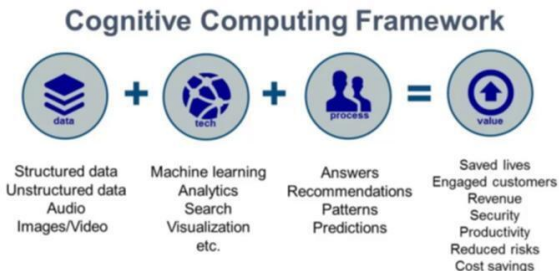 Cognitive Computing Framework
data
tech
process
value
Structured data
Unstructured data
Audio
Images/Video
Machine learning
Analytics
Search
Visualization
etc.
Answers
Recommendations
Patterns
Predictions
Saved lives
Engaged customers
Revenue
Security
Productivity
Reduced risks
Cost savings